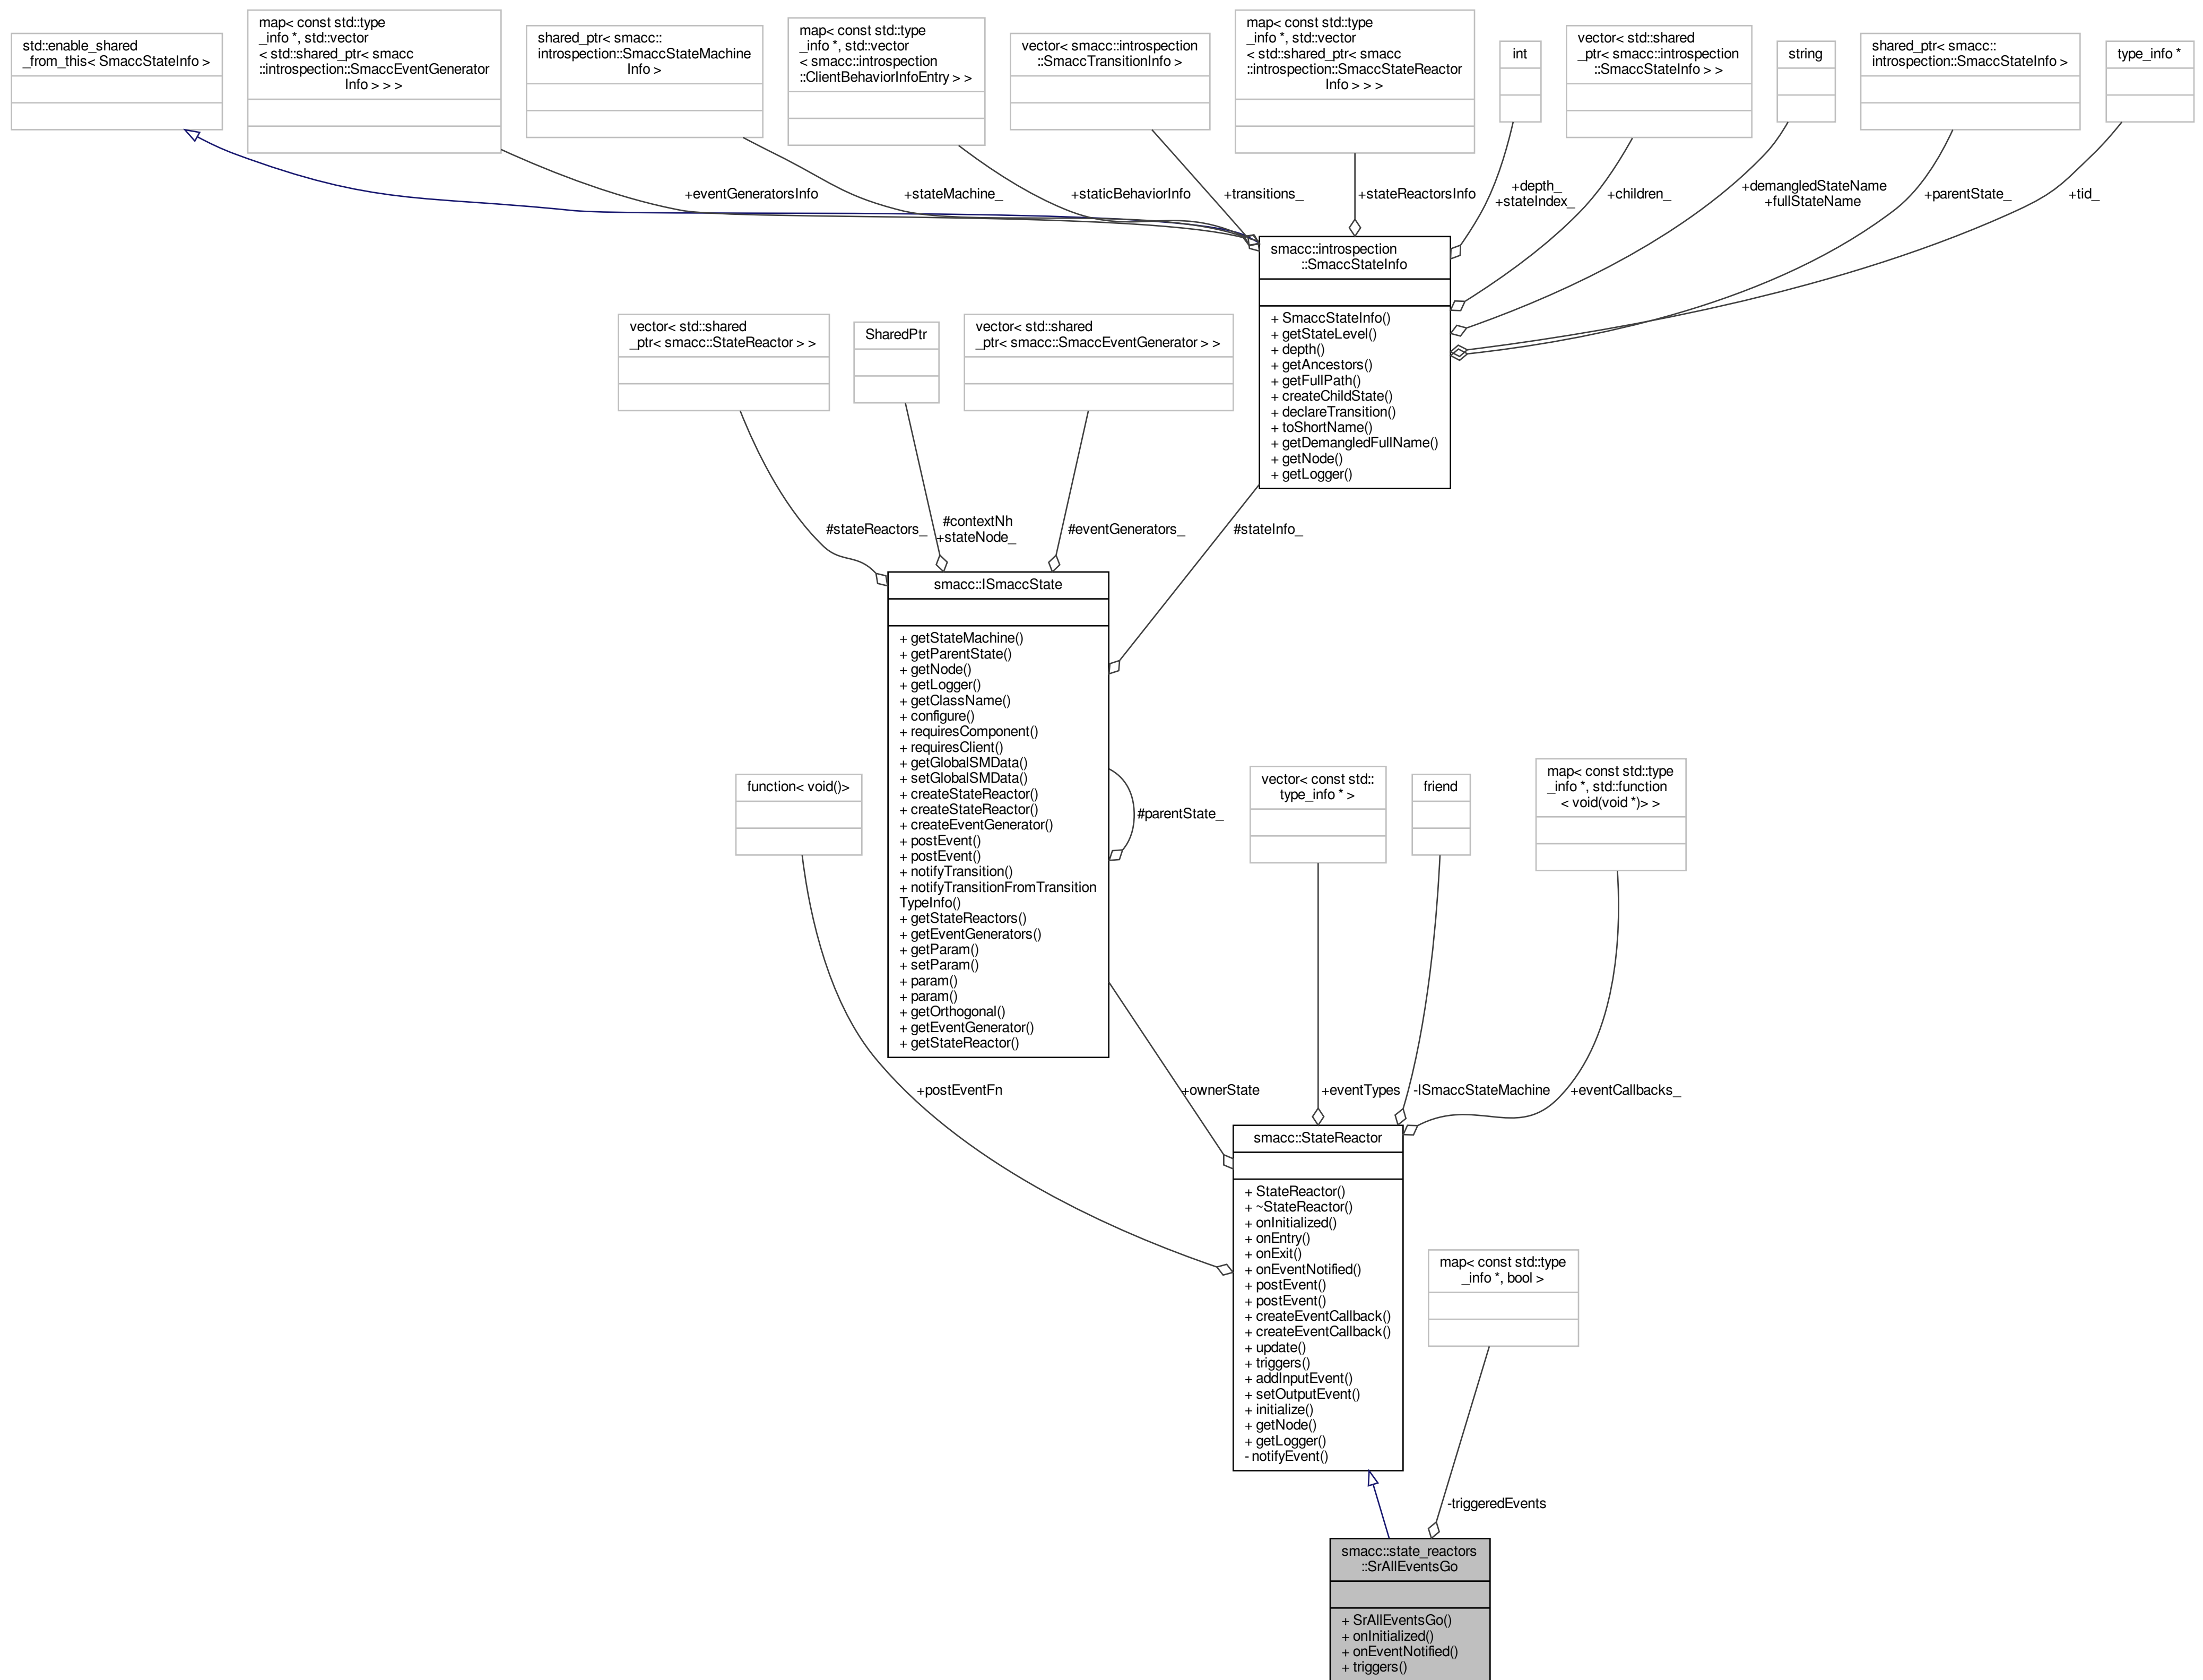 std::enable_shared
_from_this< SmaccStateInfo >
map< const std::type
_info *, std::vector
< std::shared_ptr< smacc
::introspection::SmaccEventGenerator
Info > > >
shared_ptr< smacc::
introspection::SmaccStateMachine
Info >
map< const std::type
_info *, std::vector
< smacc::introspection
::ClientBehaviorInfoEntry > >
vector< smacc::introspection
::SmaccTransitionInfo >
map< const std::type
_info *, std::vector
< std::shared_ptr< smacc
::introspection::SmaccStateReactor
Info > > >
int
vector< std::shared
_ptr< smacc::introspection
::SmaccStateInfo > >
string
shared_ptr< smacc::
introspection::SmaccStateInfo >
type_info *
+eventGeneratorsInfo
+stateMachine_
+staticBehaviorInfo
+transitions_
+stateReactorsInfo
+depth_
+stateIndex_
+children_
+demangledStateName
+fullStateName
+parentState_
+tid_
smacc::introspection
::SmaccStateInfo
+ SmaccStateInfo()
+ getStateLevel()
+ depth()
+ getAncestors()
+ getFullPath()
+ createChildState()
+ declareTransition()
+ toShortName()
+ getDemangledFullName()
+ getNode()
+ getLogger()
vector< std::shared
_ptr< smacc::StateReactor > >
SharedPtr
vector< std::shared
_ptr< smacc::SmaccEventGenerator > >
#stateReactors_
#contextNh
+stateNode_
#eventGenerators_
#stateInfo_
smacc::ISmaccState
+ getStateMachine()
+ getParentState()
+ getNode()
+ getLogger()
+ getClassName()
+ configure()
+ requiresComponent()
+ requiresClient()
+ getGlobalSMData()
+ setGlobalSMData()
+ createStateReactor()
+ createStateReactor()
+ createEventGenerator()
+ postEvent()
+ postEvent()
+ notifyTransition()
+ notifyTransitionFromTransition
TypeInfo()
+ getStateReactors()
+ getEventGenerators()
+ getParam()
+ setParam()
+ param()
+ param()
+ getOrthogonal()
+ getEventGenerator()
+ getStateReactor()
#parentState_
function< void()>
vector< const std::
type_info * >
friend
map< const std::type
_info *, std::function
< void(void *)> >
+postEventFn
+ownerState
+eventTypes
-ISmaccStateMachine
+eventCallbacks_
smacc::StateReactor
+ StateReactor()
+ ~StateReactor()
+ onInitialized()
+ onEntry()
+ onExit()
+ onEventNotified()
+ postEvent()
+ postEvent()
+ createEventCallback()
+ createEventCallback()
+ update()
+ triggers()
+ addInputEvent()
+ setOutputEvent()
+ initialize()
+ getNode()
+ getLogger()
- notifyEvent()
map< const std::type
_info *, bool >
-triggeredEvents
smacc::state_reactors
::SrAllEventsGo
+ SrAllEventsGo()
+ onInitialized()
+ onEventNotified()
+ triggers()